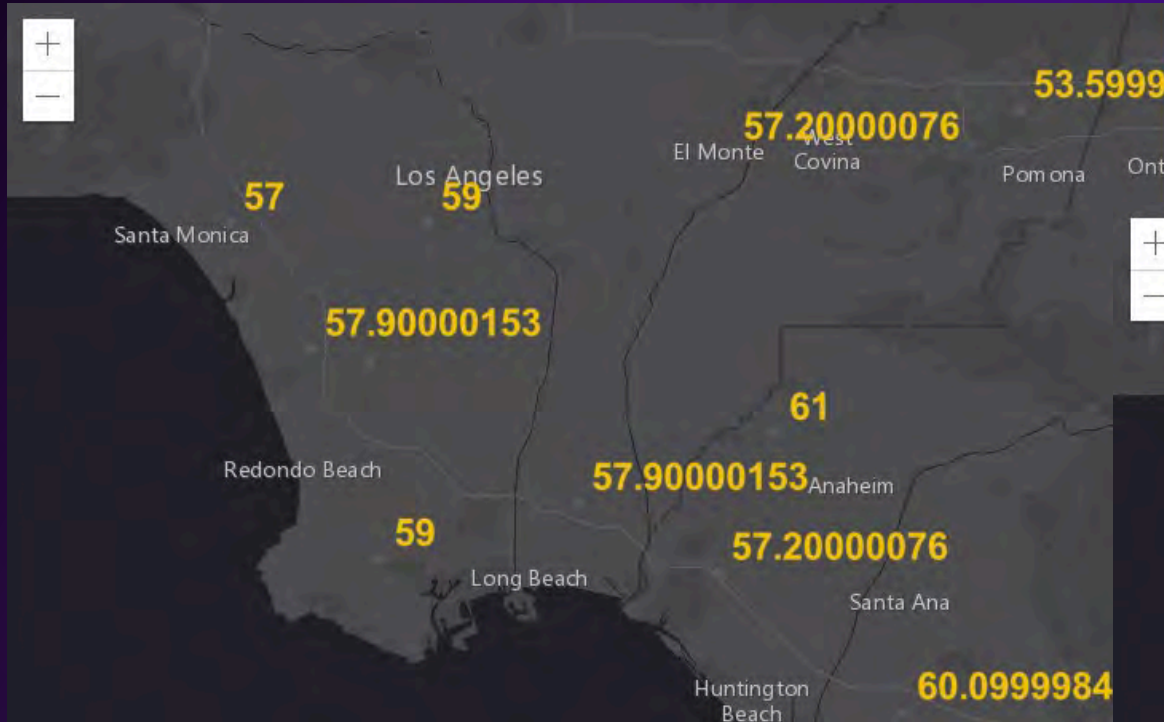 +
−
53.5999
57.20000076
El Monte
West
Covina
Pomona
Ont
Los Angeles
57
59
Santa Monica
+
−
57.90000153
61
Redondo Beach
57.90000153
Anaheim
59
57.20000076
Long Beach
Santa Ana
60.0999984
Huntington
Beach